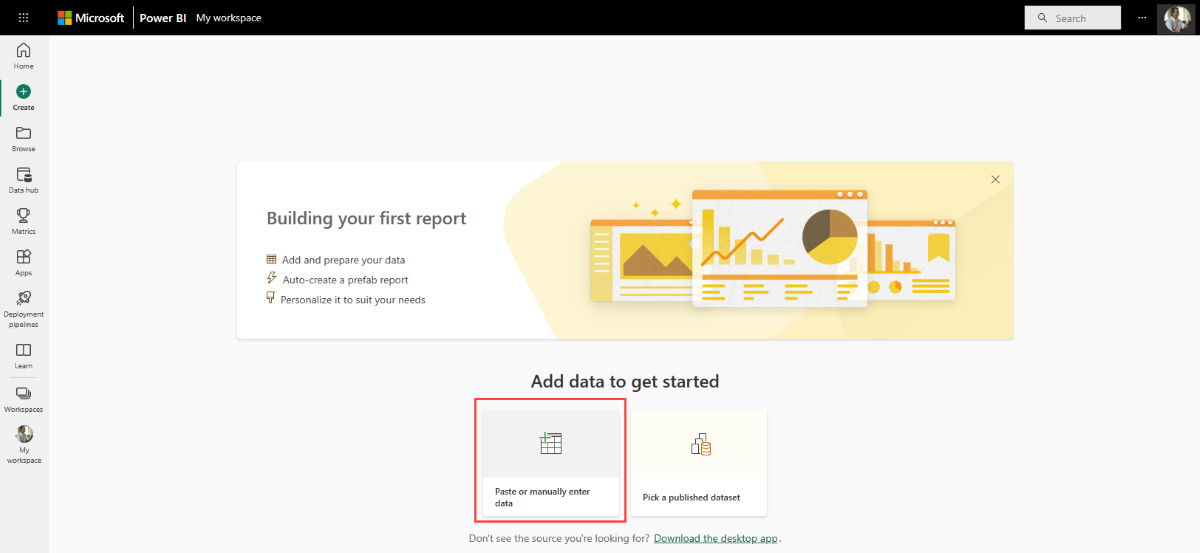 Microsoft Power BI My workspace
Search
Home
Create
Browse
Data hub
Metrics
Apps
Deployment
pipelines
Learn
Workspaces
My
workspace
Building your first report
Add and prepare your data
Auto-create a prefab report
Personalize it to suit your needs
Add data to get started
Paste or manually enter
data
Pick a published dataset
Don't see the source you're looking for? Download the desktop app.